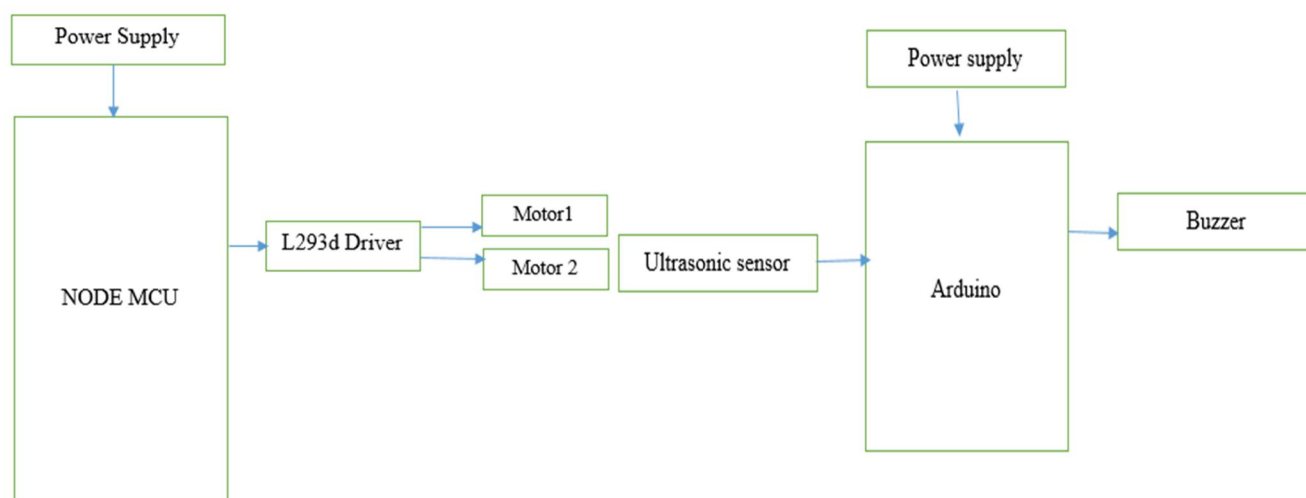 Power Supply
Power supply
NODE MCU
L293d Driver
Motor1
Motor 2
Ultrasonic sensor
Arduino
Buzzer